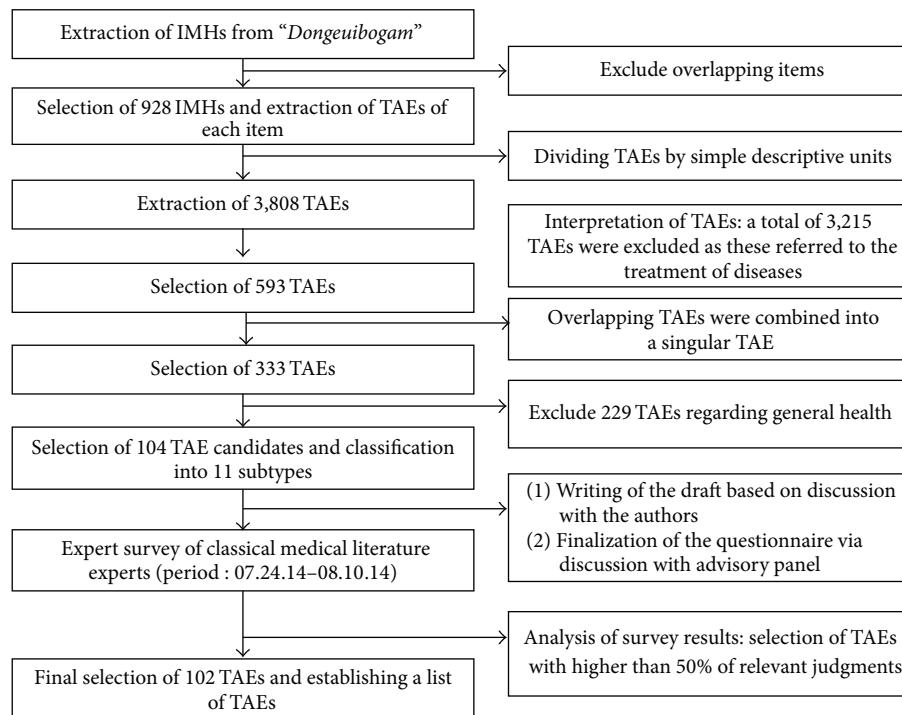 Extraction of IMHs from “Dongeuibogam”
Exclude overlapping items
Selection of 928 IMHs and extraction of TAEs of
each item
Dividing TAEs by simple descriptive units
Extraction of 3,808 TAEs
Interpretation of TAEs: a total of 3,215
TAEs were excluded as these referred to the
treatment of diseases
Selection of 593 TAEs
Overlapping TAEs were combined into
a singular TAE
Selection of 333 TAEs
Exclude 229 TAEs regarding general health
Selection of 104 TAE candidates and classification
into 11 subtypes
(1) Writing of the draft based on discussion
with the authors
(2) Finalization of the questionnaire via
discussion with advisory panel
Expert survey of classical medical literature
experts (period : 07.24.14–08.10.14)
Analysis of survey results: selection of TAEs
with higher than 50% of relevant judgments
Final selection of 102 TAEs and establishing a list
of TAEs